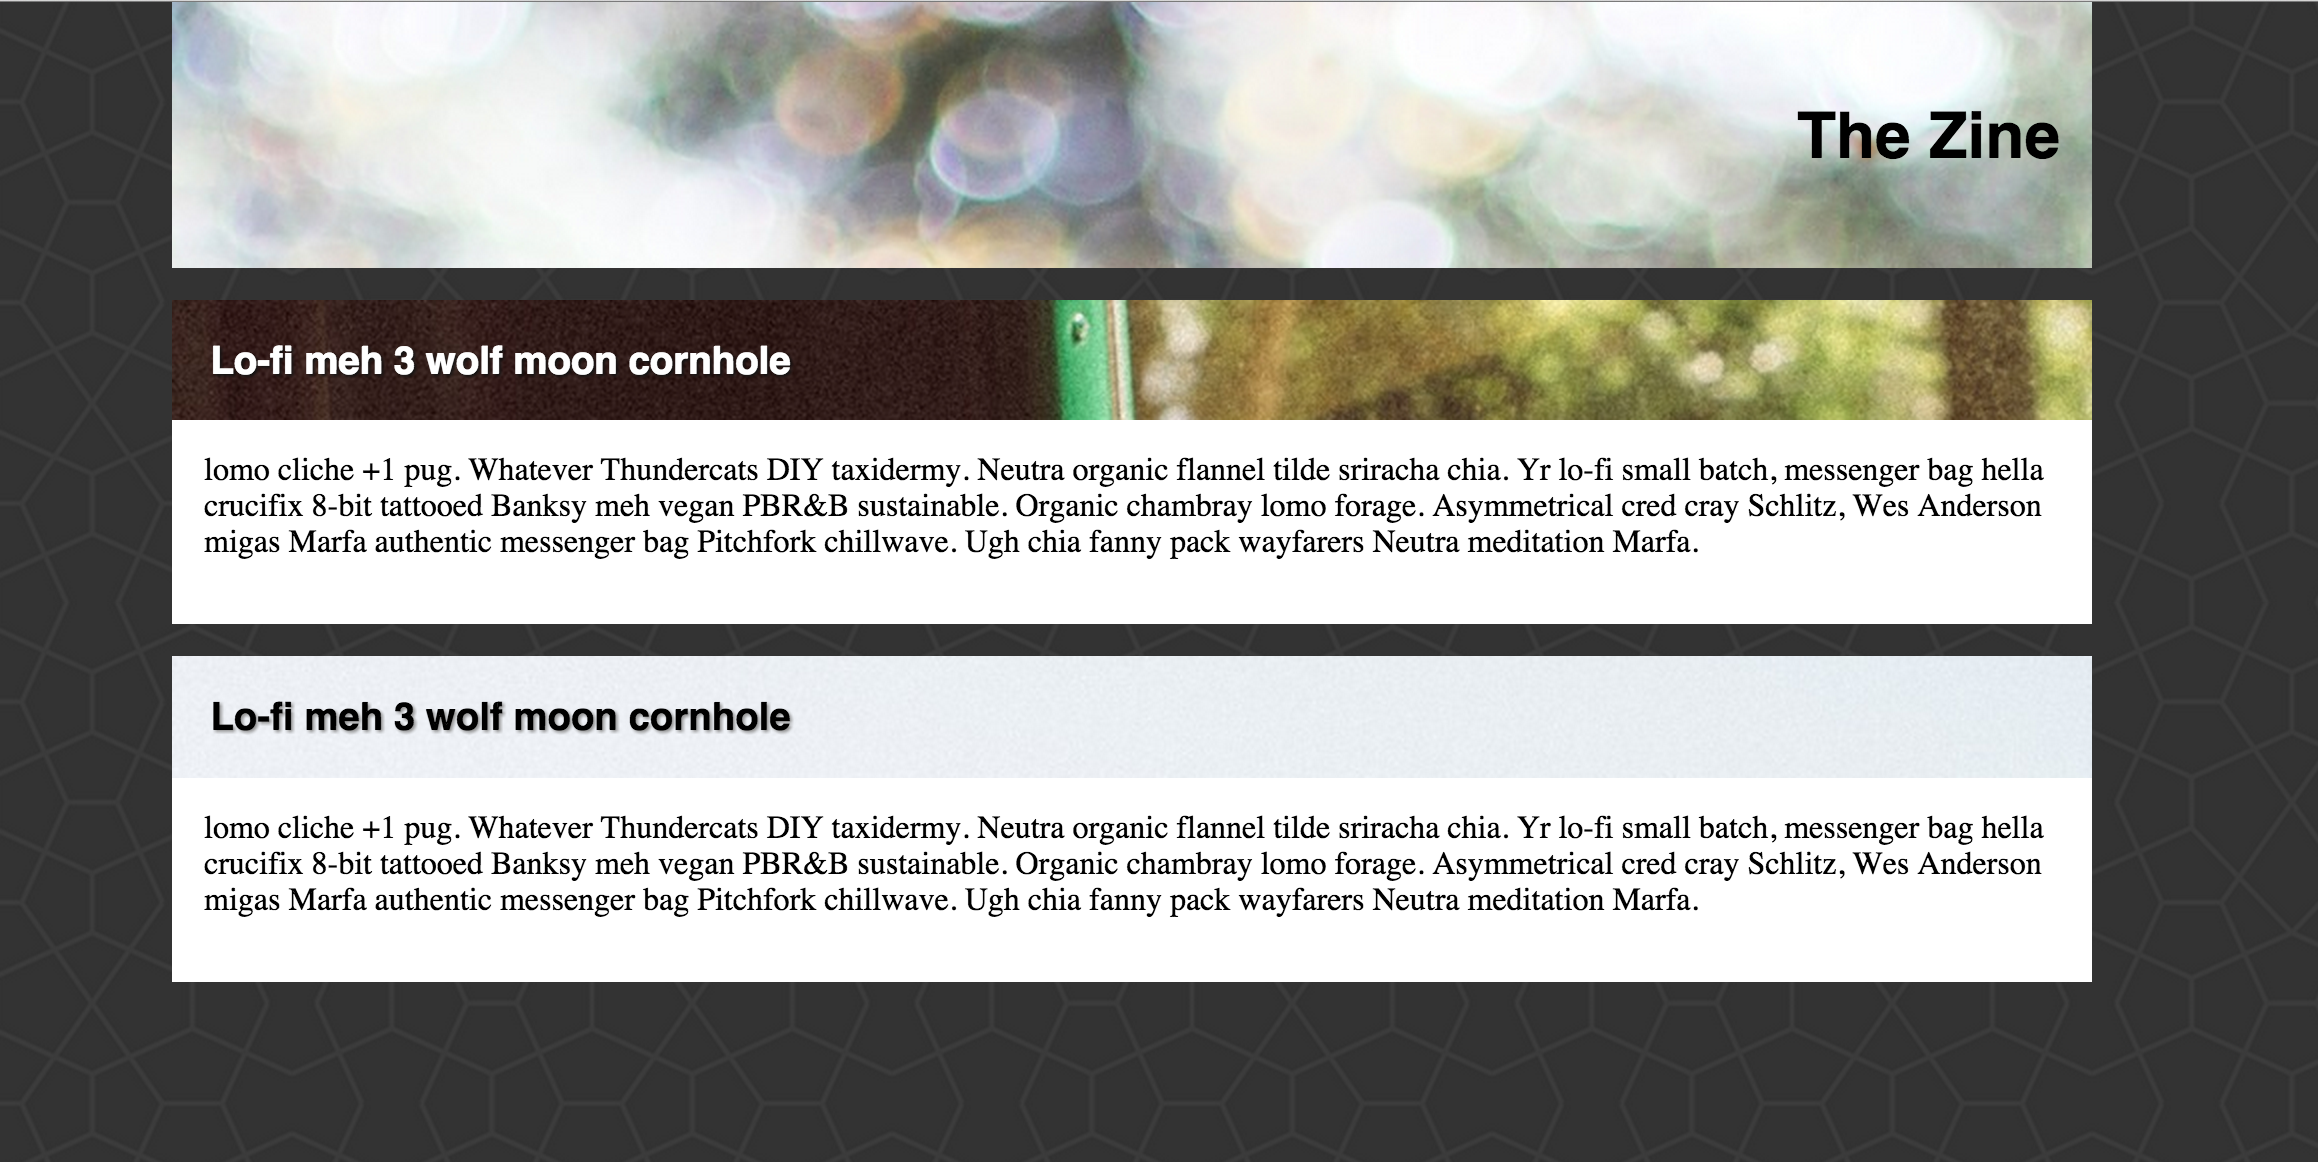 The Zine
Lo-fi meh 3 wolf moon cornhole
lomo cliche +1 pug. Whatever Thundercats DIY taxidermy. Neutra organic flannel tilde sriracha chia. Yr lo-fi small batch, messenger bag hella
crucifix 8-bit tattooed Banksy meh vegan PBR&B sustainable. Organic chambray lomo forage. Asymmetrical cred cray Schlitz, Wes Anderson
migas Marfa authentic messenger bag Pitchfork chillwave. Ugh chia fanny pack wayfarers Neutra meditation Marfa.
Lo-fi meh 3 wolf moon cornhole
lomo cliche +1 pug. Whatever Thundercats DIY taxidermy. Neutra organic flannel tilde sriracha chia. Yr lo-fi small batch, messenger bag hella
crucifix 8-bit tattooed Banksy meh vegan PBR&B sustainable. Organic chambray lomo forage. Asymmetrical cred cray Schlitz, Wes Anderson
migas Marfa authentic messenger bag Pitchfork chillwave. Ugh chia fanny pack wayfarers Neutra meditation Marfa.